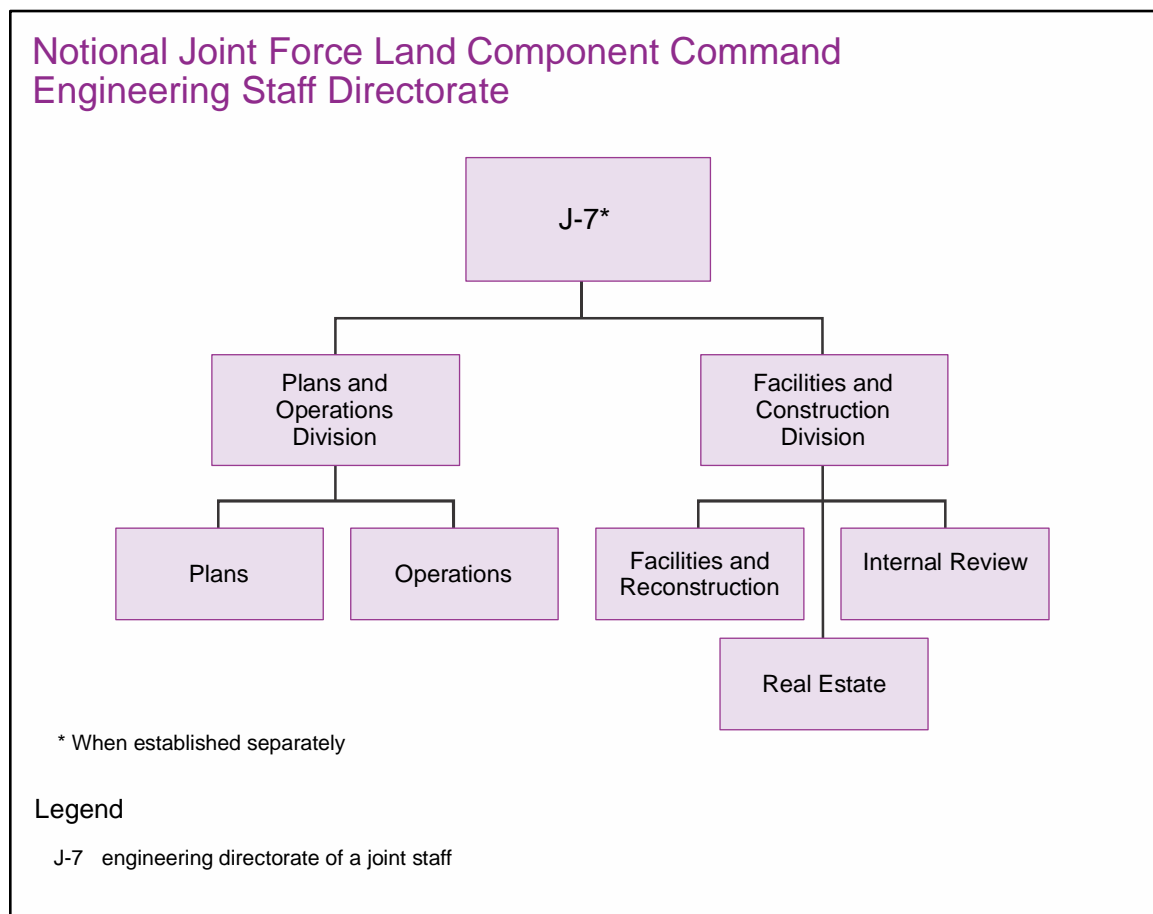 Notional Joint Force Land Component Command
Engineering Staff Directorate
J-7*
Plans and
Operations
Division
Facilities and
Construction
Division
Plans
Operations
Facilities and
Reconstruction
Internal Review
Real Estate
* When established separately
Legend
J-7 engineering directorate of a joint staff